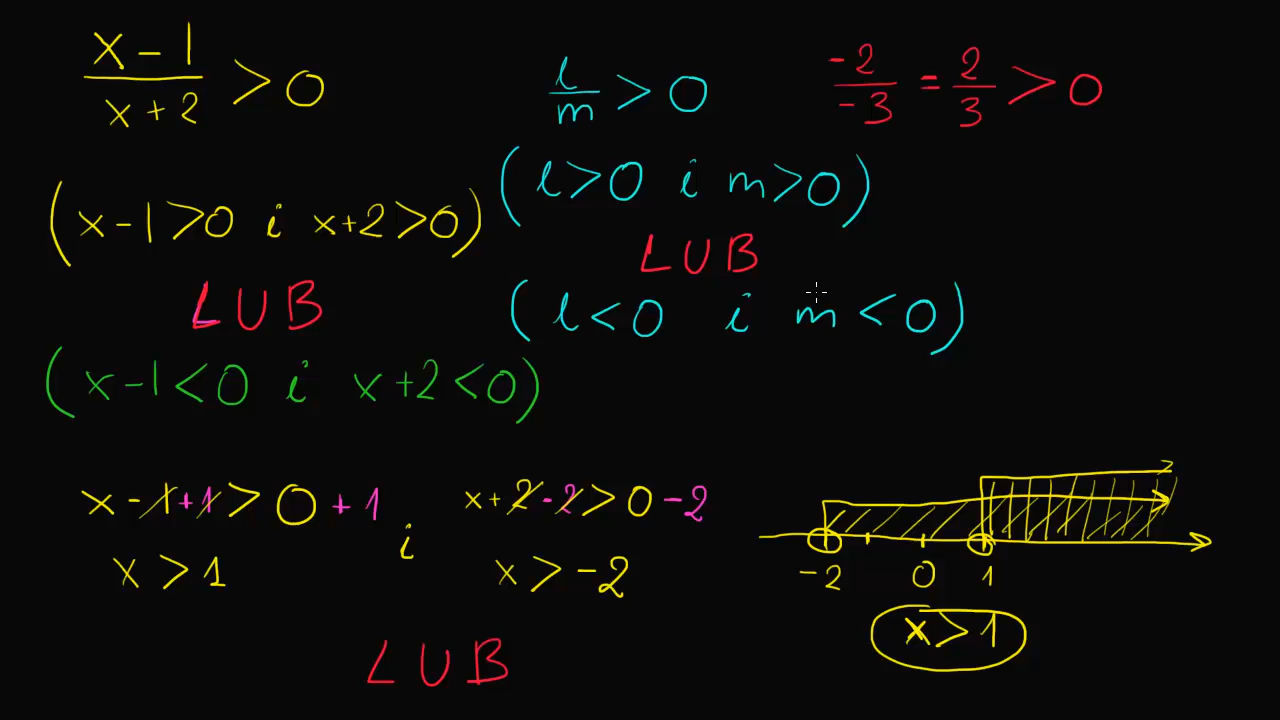 x - 1 / x + 2 > 0
l / m > 0
-2 / -3 = 2 / 3 > 0
(l > 0 i m > 0)
LUB
(l < 0 i m < 0)
(x - 1 > 0 i x + 2 > 0)
LUB
(x - 1 < 0 i x + 2 < 0)
x - 1 + 1 > 0 + 1 i x + 2 - 2 > 0 - 2
x > 1 x > -2
-2 0 1
x > 1
LUB